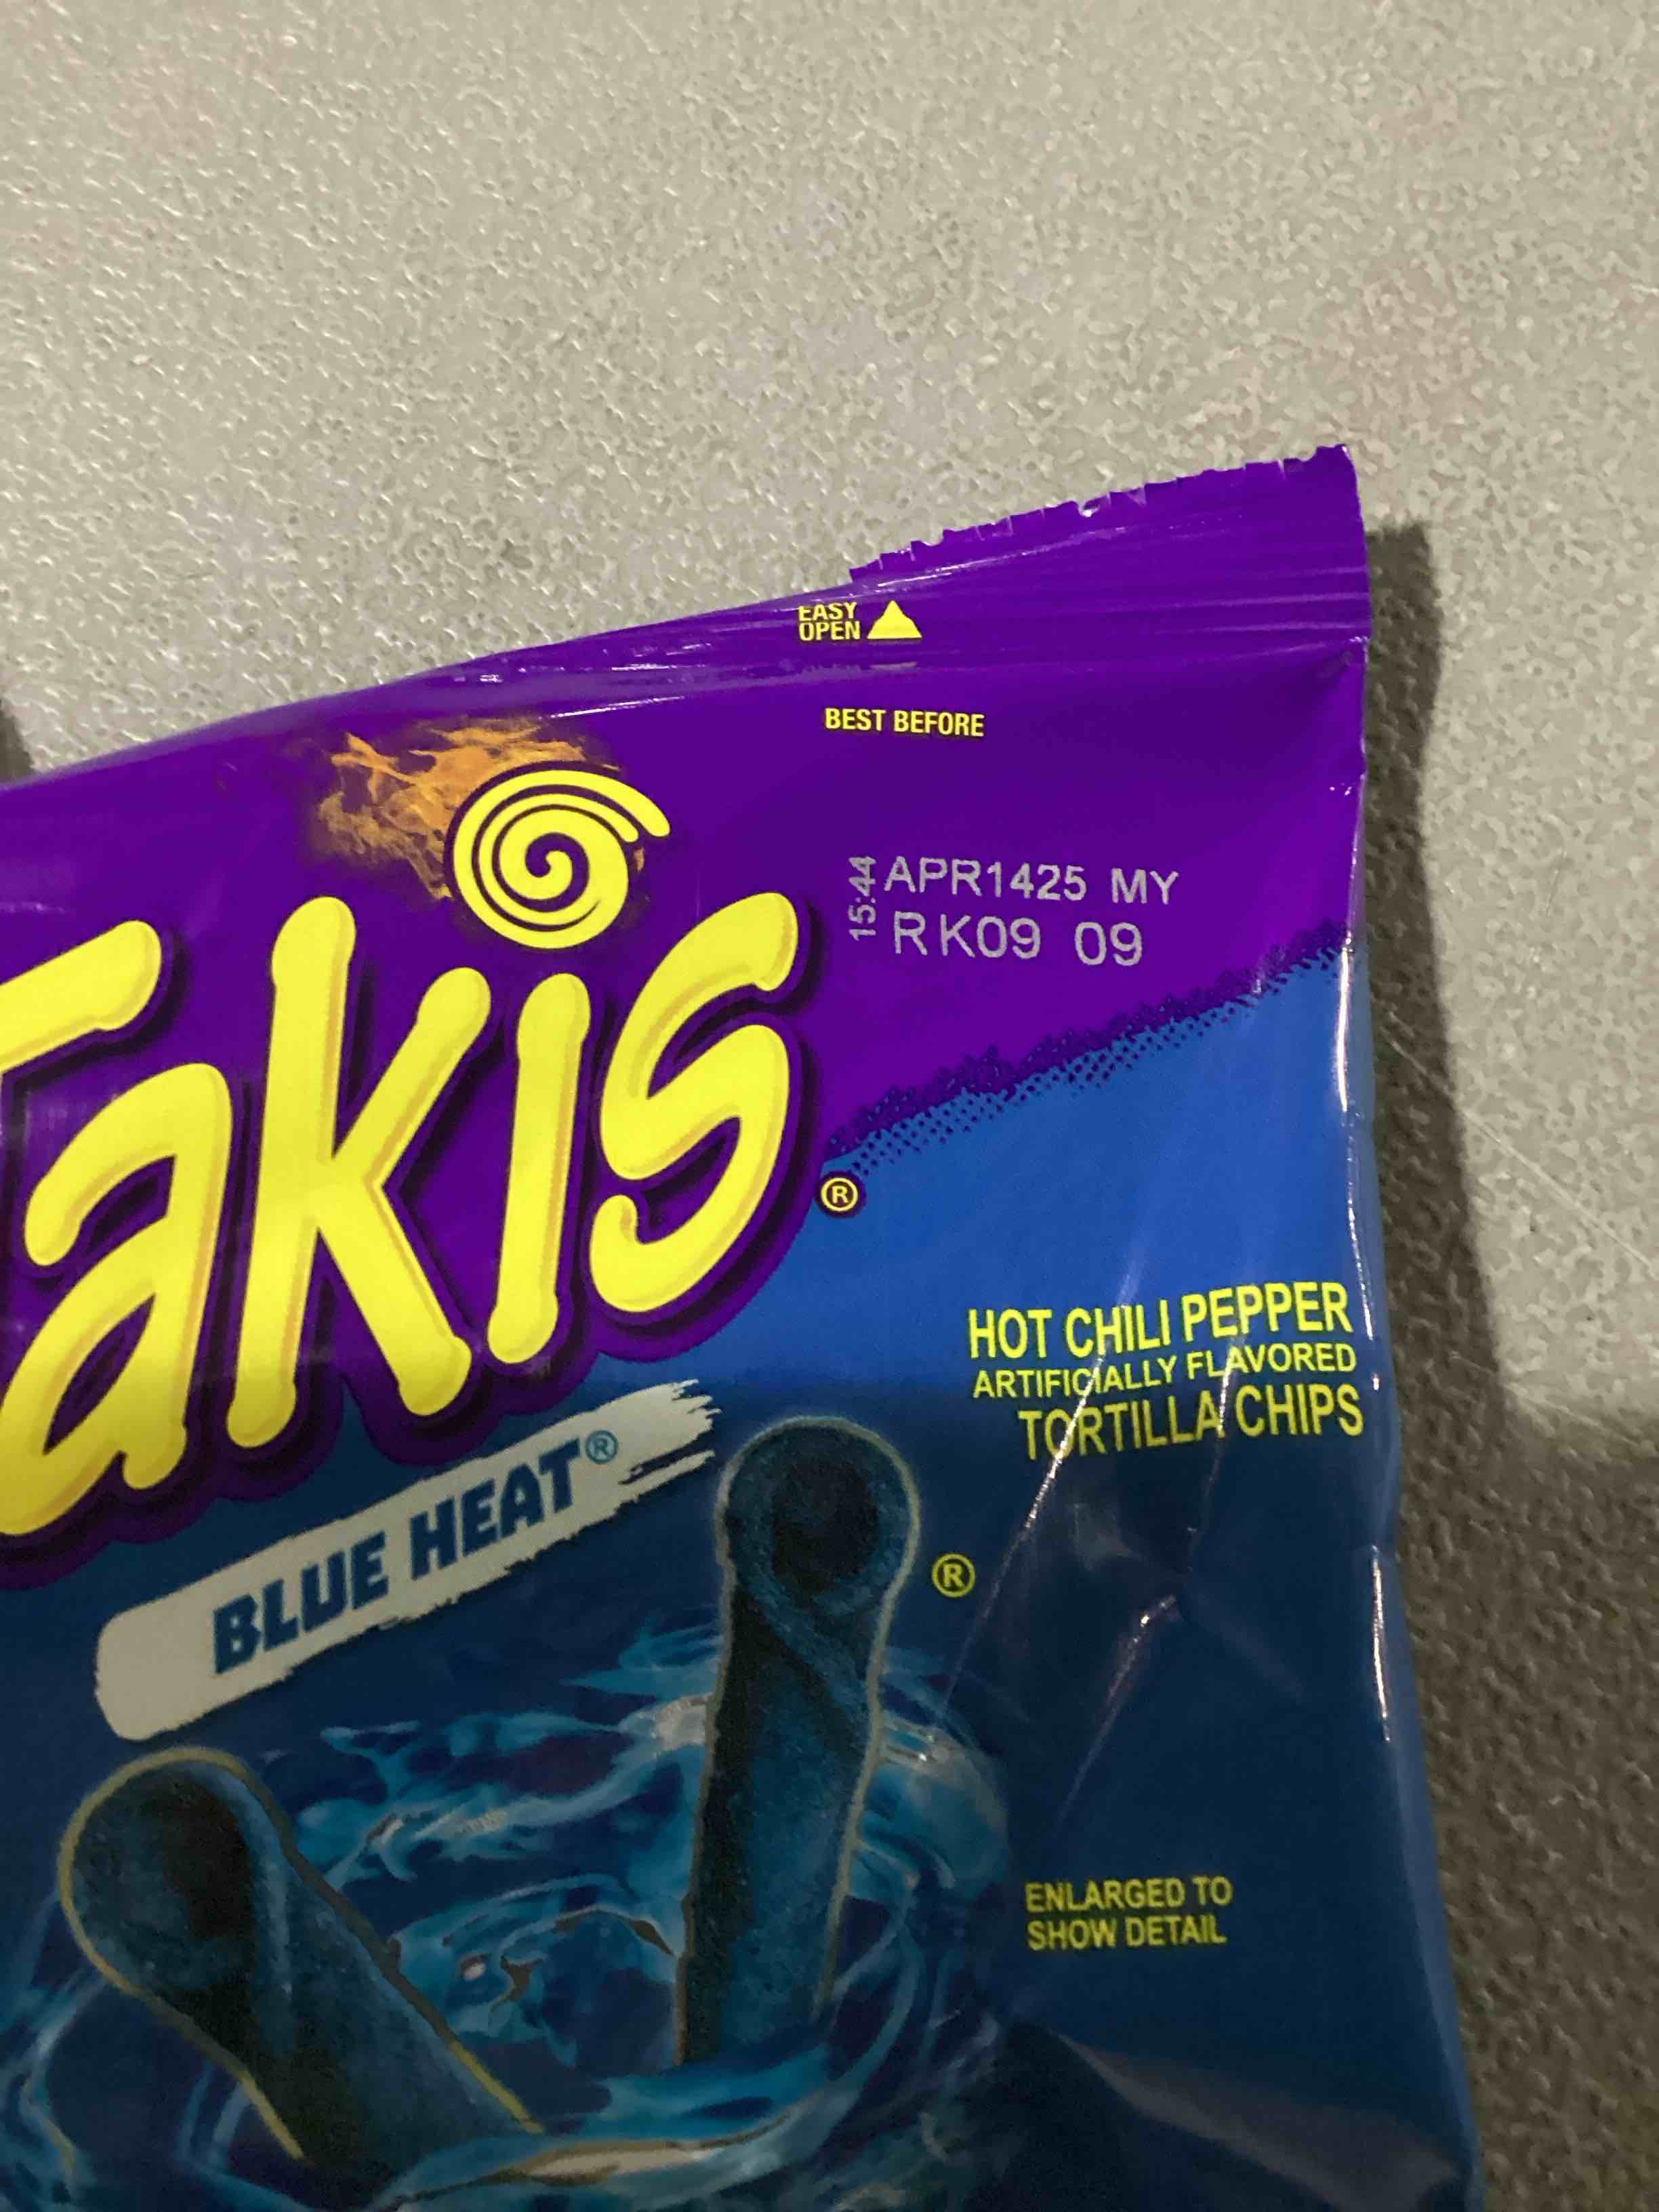 EASY
OPEN
BEST BEFORE
15:44
APR1425 MY
RK09 09
Takis®
HOT CHILI PEPPER
ARTIFICIALLY FLAVORED
TORTILLA CHIPS
BLUE HEAT®
®
ENLARGED TO
SHOW DETAIL